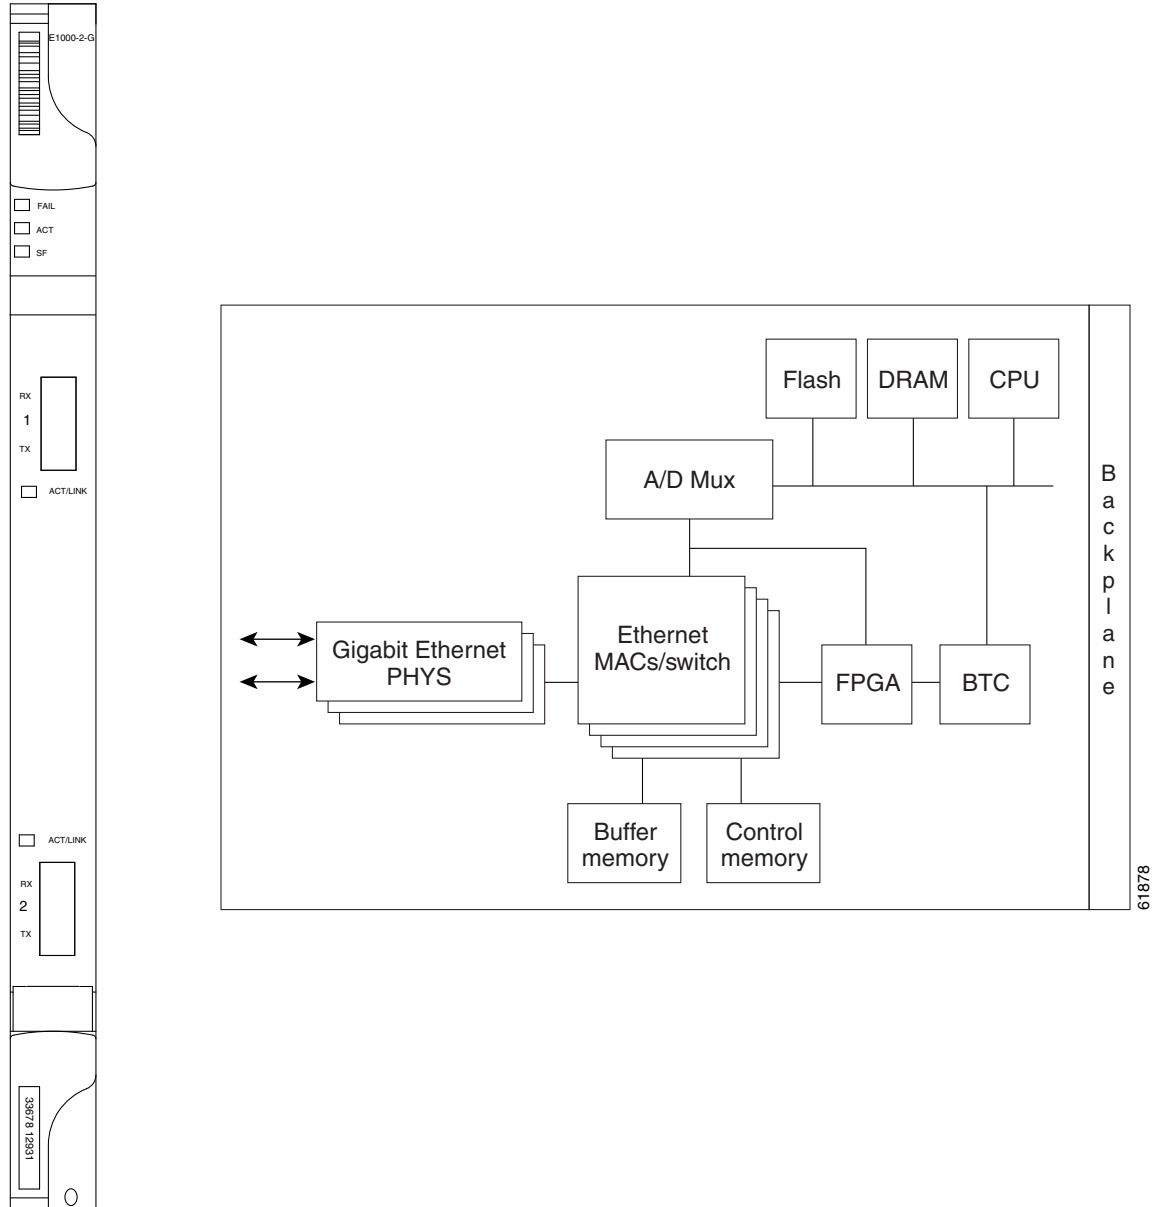 E1000-2-G
FAIL
ACT
SF
RX
1
TX
ACT/LINK
ACT/LINK
RX
2
TX
33678 12931
Flash
DRAM
CPU
A/D Mux
Ethernet
MACs/switch
Gigabit Ethernet
PHYS
FPGA
BTC
Buffer
memory
Control
memory
Backplane
61878